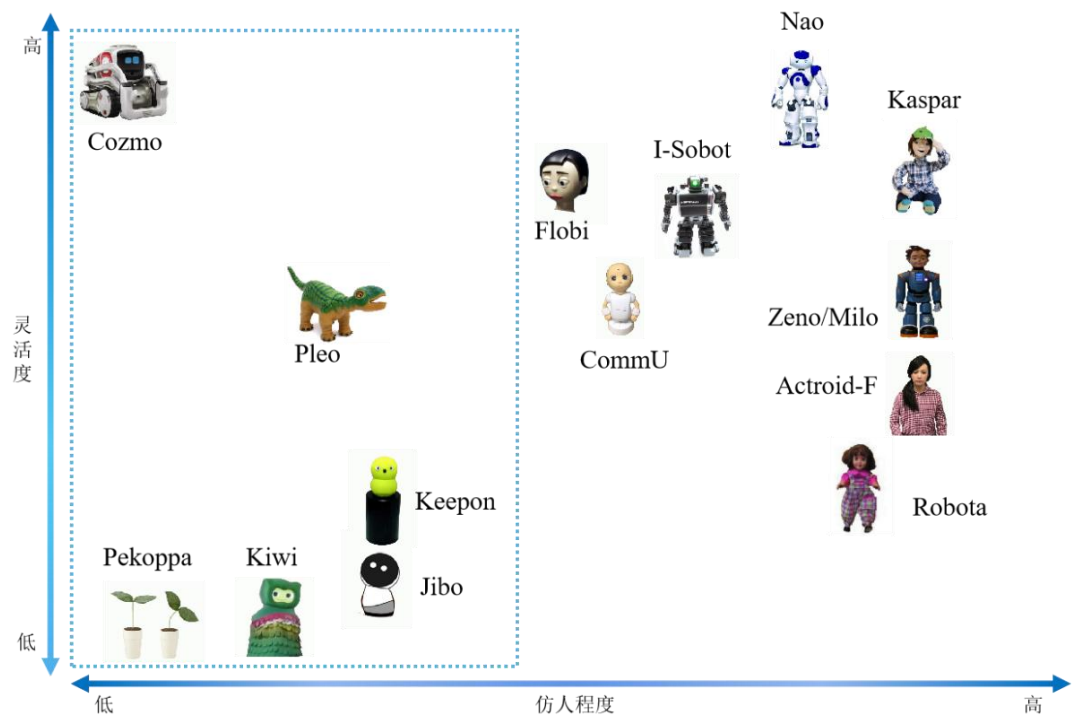 Nao
高
Kaspar
Cozmo
I-Sobot
Flobi
灵活度
Zeno/Milo
Pleo
CommU
Actroid-F
Keepon
Robota
Pekoppa
Kiwi
Jibo
低
低
仿人程度
高